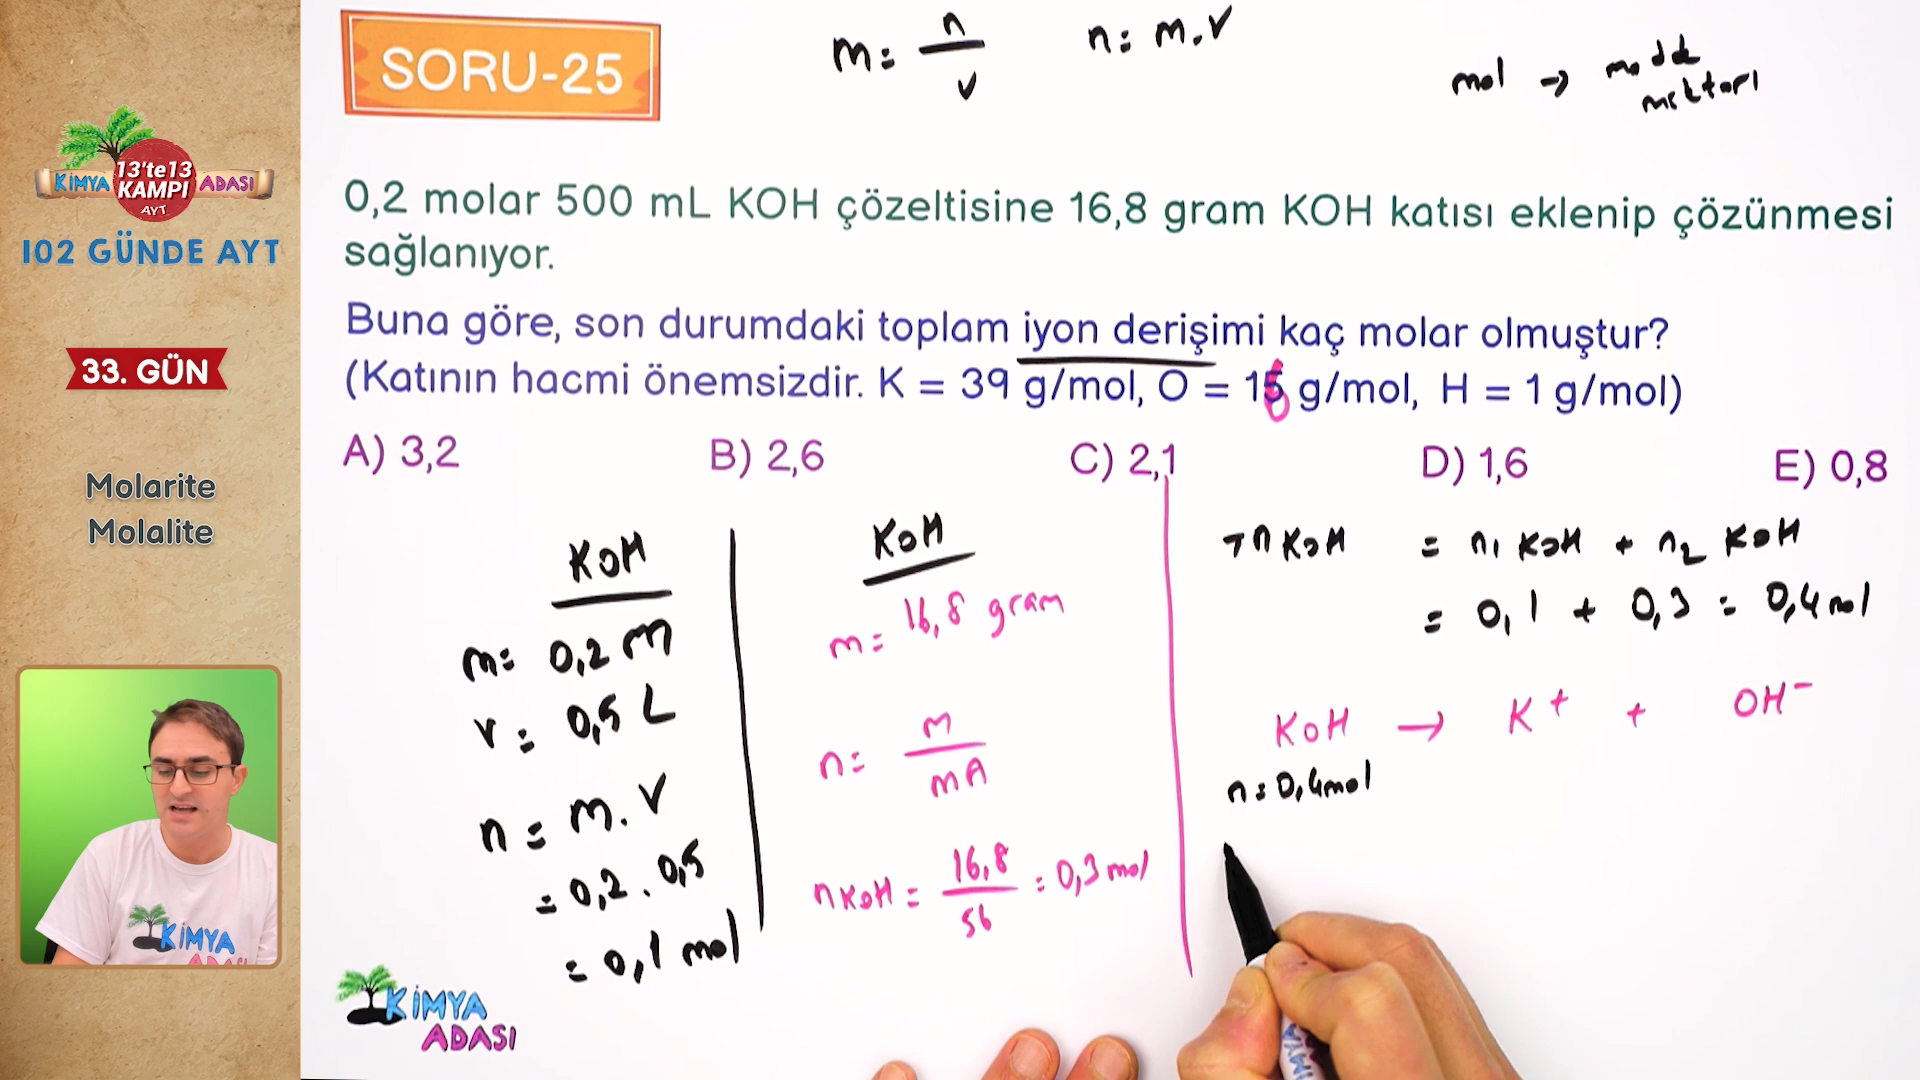 SORU-25
m = n / v
n = m.v
mol → madde miktarı
KİMYA ADASI
13'te13 KAMPI AYT
102 GÜNDE AYT
33. GÜN
Molarite
Molalite
0,2 molar 500 mL KOH çözeltisine 16,8 gram KOH katısı eklenip çözünmesi
sağlanıyor.
Buna göre, son durumdaki toplam iyon derişimi kaç molar olmuştur?
(Katının hacmi önemsizdir. K = 39 g/mol, O = 16 g/mol, H = 1 g/mol)
A) 3,2 B) 2,6 C) 2,1 D) 1,6 E) 0,8
KOH
m= 0,2 M
v= 0,5 L
n = m.v
= 0,2 . 0,5
= 0,1 mol
KOH
m= 16,8 gram
n= m / mA
nKOH = 16,8 / 56 = 0,3 mol
nKOH = n1 KOH + n2 KOH
= 0,1 + 0,3 = 0,4 mol
KOH → K+ + OH-
n=0,4mol
KİMYA
ADASI
KİMYA